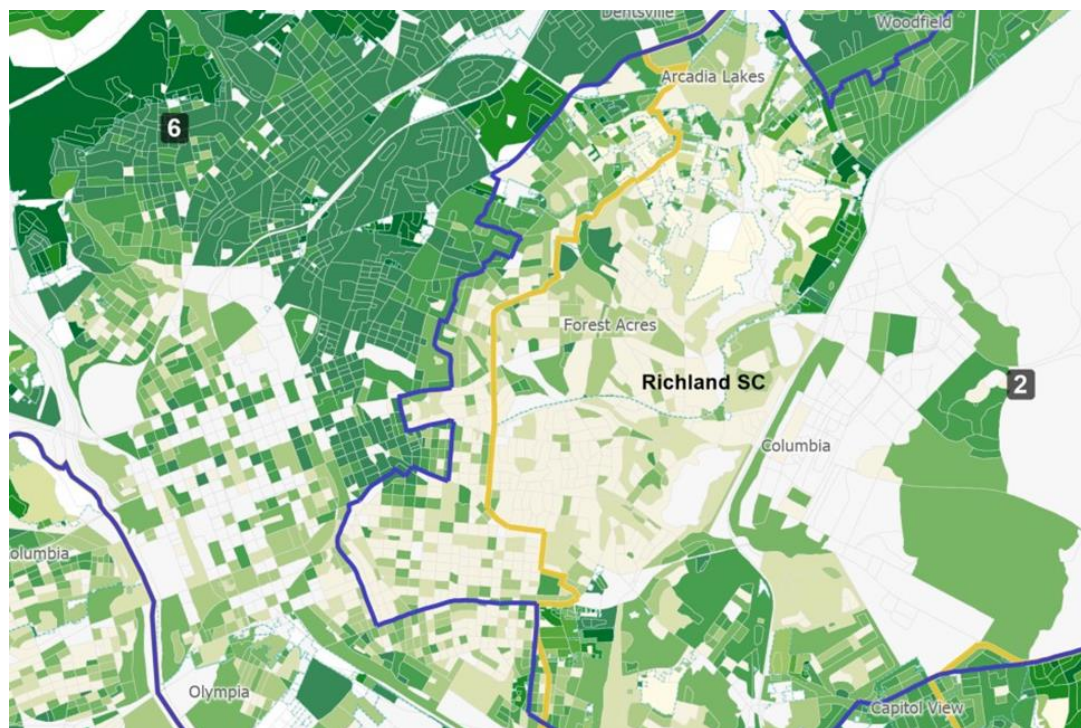 Dentsville
Woodfield
Arcadia Lakes
6
Forest Acres
Richland SC
2
Columbia
olumbia
Olympia
Capitol View